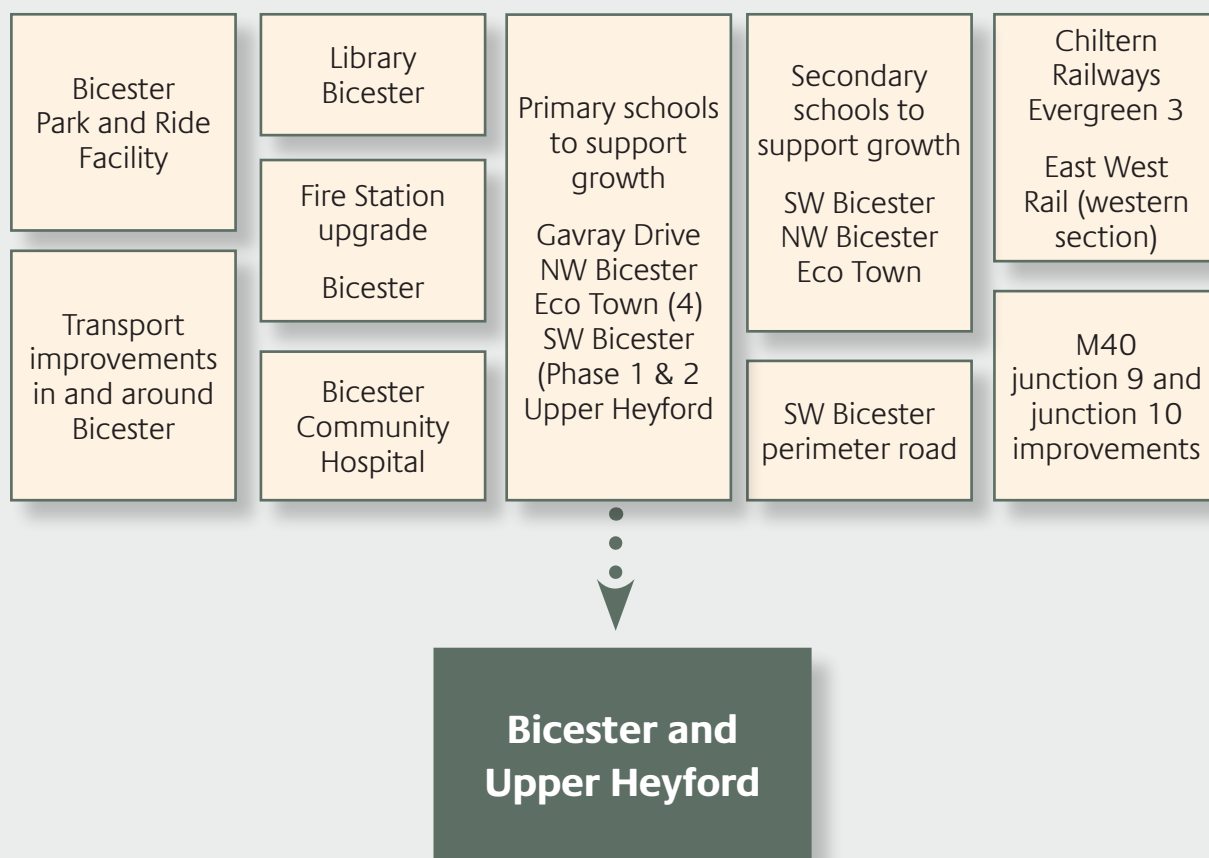 Bicester
Park and Ride
Facility
Transport
improvements
in and around
Bicester
Library
Bicester
Fire Station
upgrade
Bicester
Bicester
Community
Hospital
Primary schools
to support
growth
Gavray Drive
NW Bicester
Eco Town (4)
SW Bicester
(Phase 1 & 2
Upper Heyford
Secondary
schools to
support growth
SW Bicester
NW Bicester
Eco Town
SW Bicester
perimeter road
Chiltern
Railways
Evergreen 3
East West
Rail (western
section)
M40
junction 9 and
junction 10
improvements
Bicester and
Upper Heyford